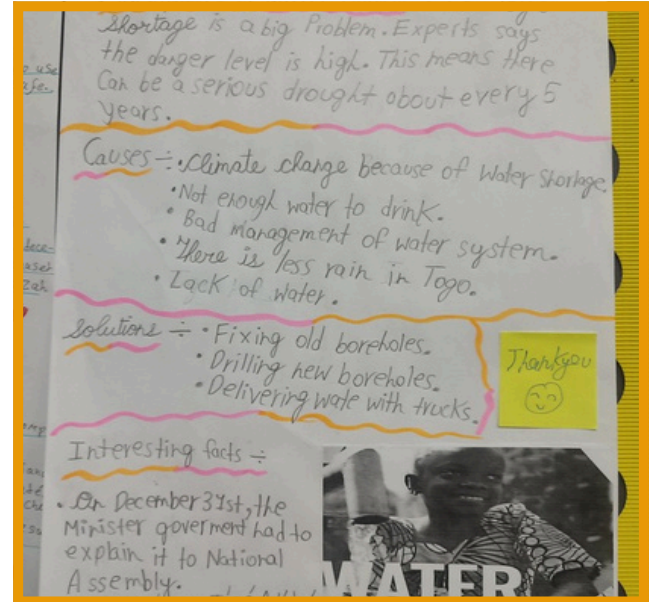 Shortage is a big Problem. Experts says
the danger level is high. This means there
Can be a serious drought about every 5
years.
Causes ÷ • Climate change because of water shortage.
• Not enough water to drink.
• Bad management of water system.
• There is less rain in Togo.
• Lack of water.
Solutions ÷ • Fixing old boreholes.
• Drilling new boreholes.
• Delivering wate with trucks.
Thankyou
Interesting facts ÷
• On December 31st, the
Minister goverment had to
explain it to National
Assembly.
WATER